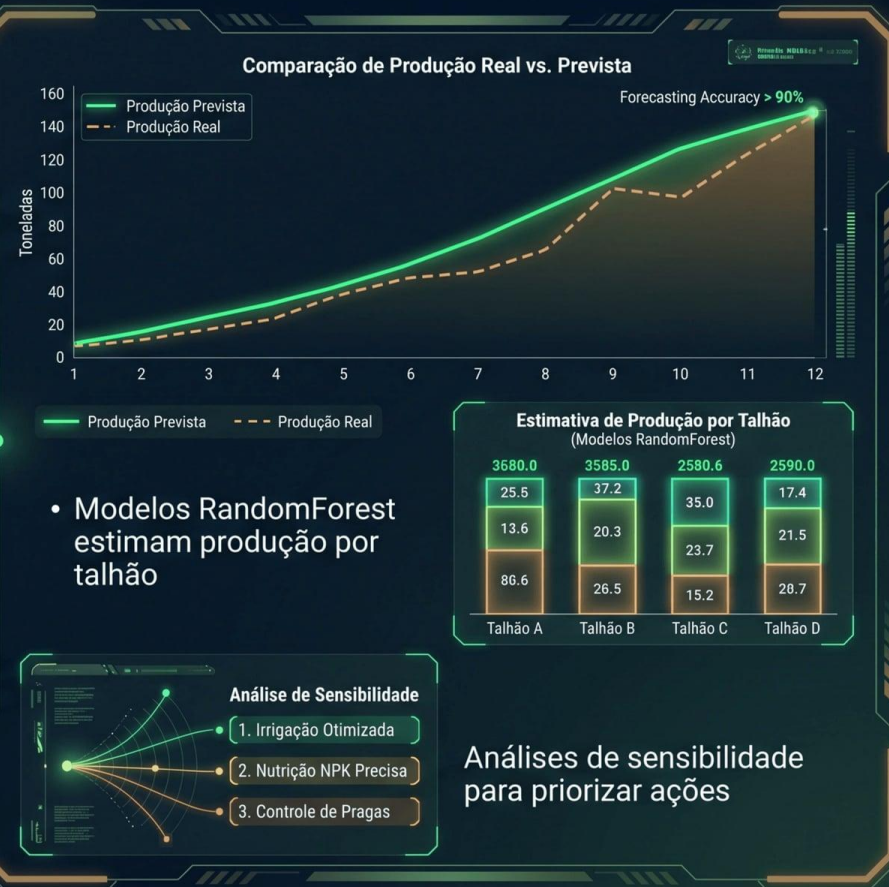 Comparação de Produção Real vs. Prevista
Forecasting Accuracy > 90%
Produção Prevista
Produção Real
Toneladas
160
140
120
100
80
60
40
20
0
1 2 3 4 5 6 7 8 9 10 11 12
Produção Prevista Produção Real
• Modelos RandomForest
estimam produção por
talhão
Estimativa de Produção por Talhão
(Modelos RandomForest)
3680.0 3585.0 2580.6 2590.0
25.5 37.2 35.0 17.4
13.6 20.3 23.7 21.5
86.6 26.5 15.2 28.7
Talhão A Talhão B Talhão C Talhão D
Análise de Sensibilidade
1. Irrigação Otimizada
2. Nutrição NPK Precisa
3. Controle de Pragas
Análises de sensibilidade
para priorizar ações